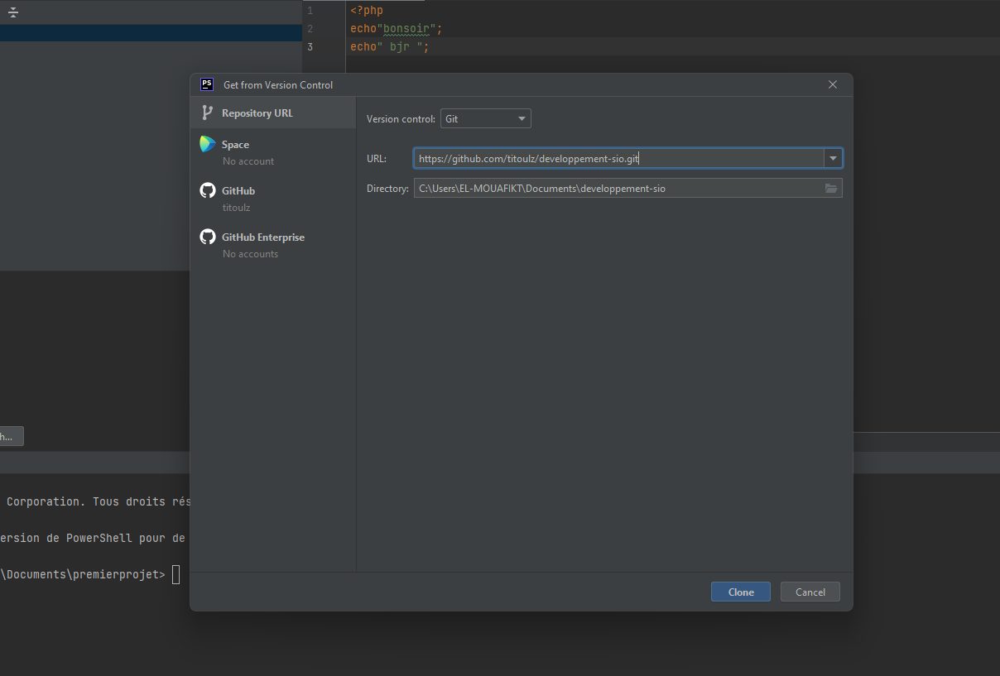 1 <?php
2 echo"bonsoir";
3 echo" bjr ";
PS Get from Version Control
Repository URL
Version control: Git
Space
No account
URL: https://github.com/titoulz/developpement-sio.git
Directory: C:\Users\EL-MOUAFIKT\Documents\developpement-sio
GitHub
titoulz
GitHub Enterprise
No accounts
h...
Corporation. Tous droits rés
ersion de PowerShell pour de
\Documents\premierprojet>
Clone Cancel